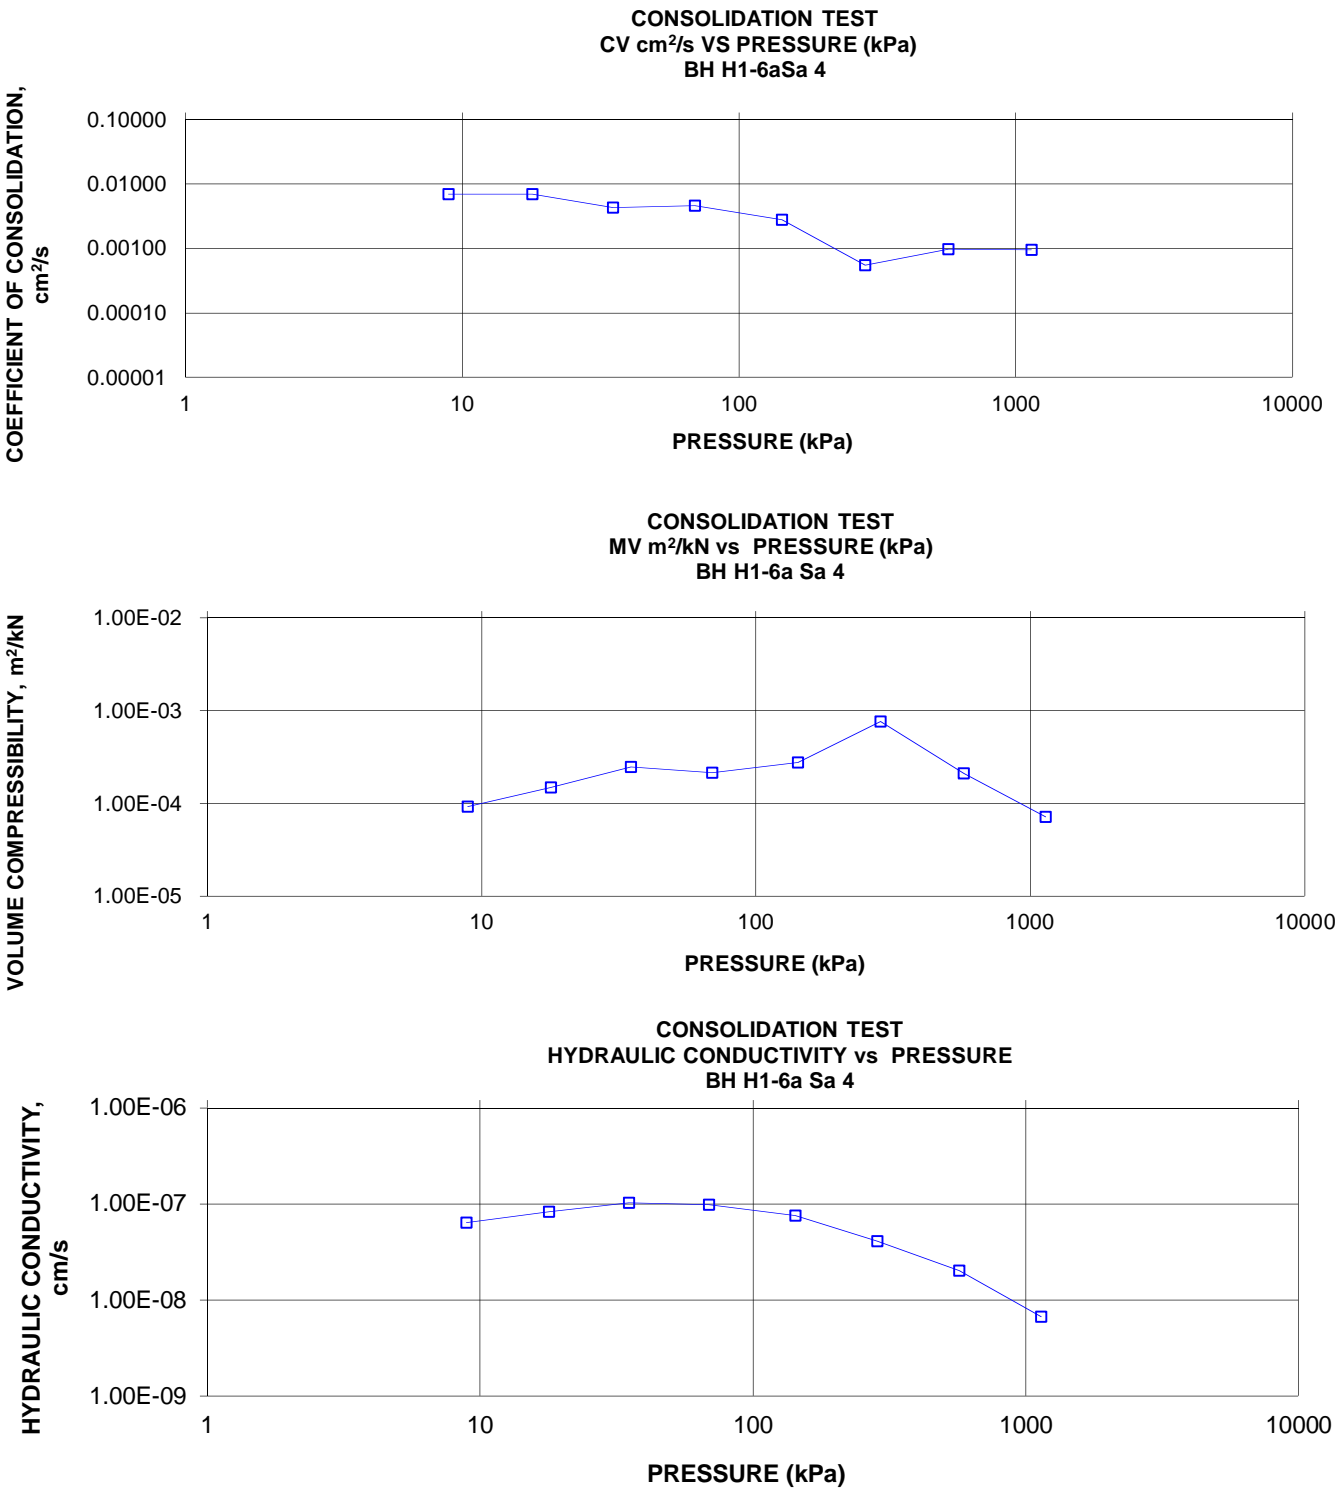 CONSOLIDATION TEST
CV cm²/s VS PRESSURE (kPa)
BH H1-6aSa 4
COEFFICIENT OF CONSOLIDATION,
cm²/s
0.10000
0.01000
0.00100
0.00010
0.00001
1 10 100 1000 10000
PRESSURE (kPa)
CONSOLIDATION TEST
MV m²/kN vs PRESSURE (kPa)
BH H1-6a Sa 4
VOLUME COMPRESSIBILITY, m²/kN
1.00E-02
1.00E-03
1.00E-04
1.00E-05
1 10 100 1000 10000
PRESSURE (kPa)
CONSOLIDATION TEST
HYDRAULIC CONDUCTIVITY vs PRESSURE
BH H1-6a Sa 4
HYDRAULIC CONDUCTIVITY,
cm/s
1.00E-06
1.00E-07
1.00E-08
1.00E-09
1 10 100 1000 10000
PRESSURE (kPa)